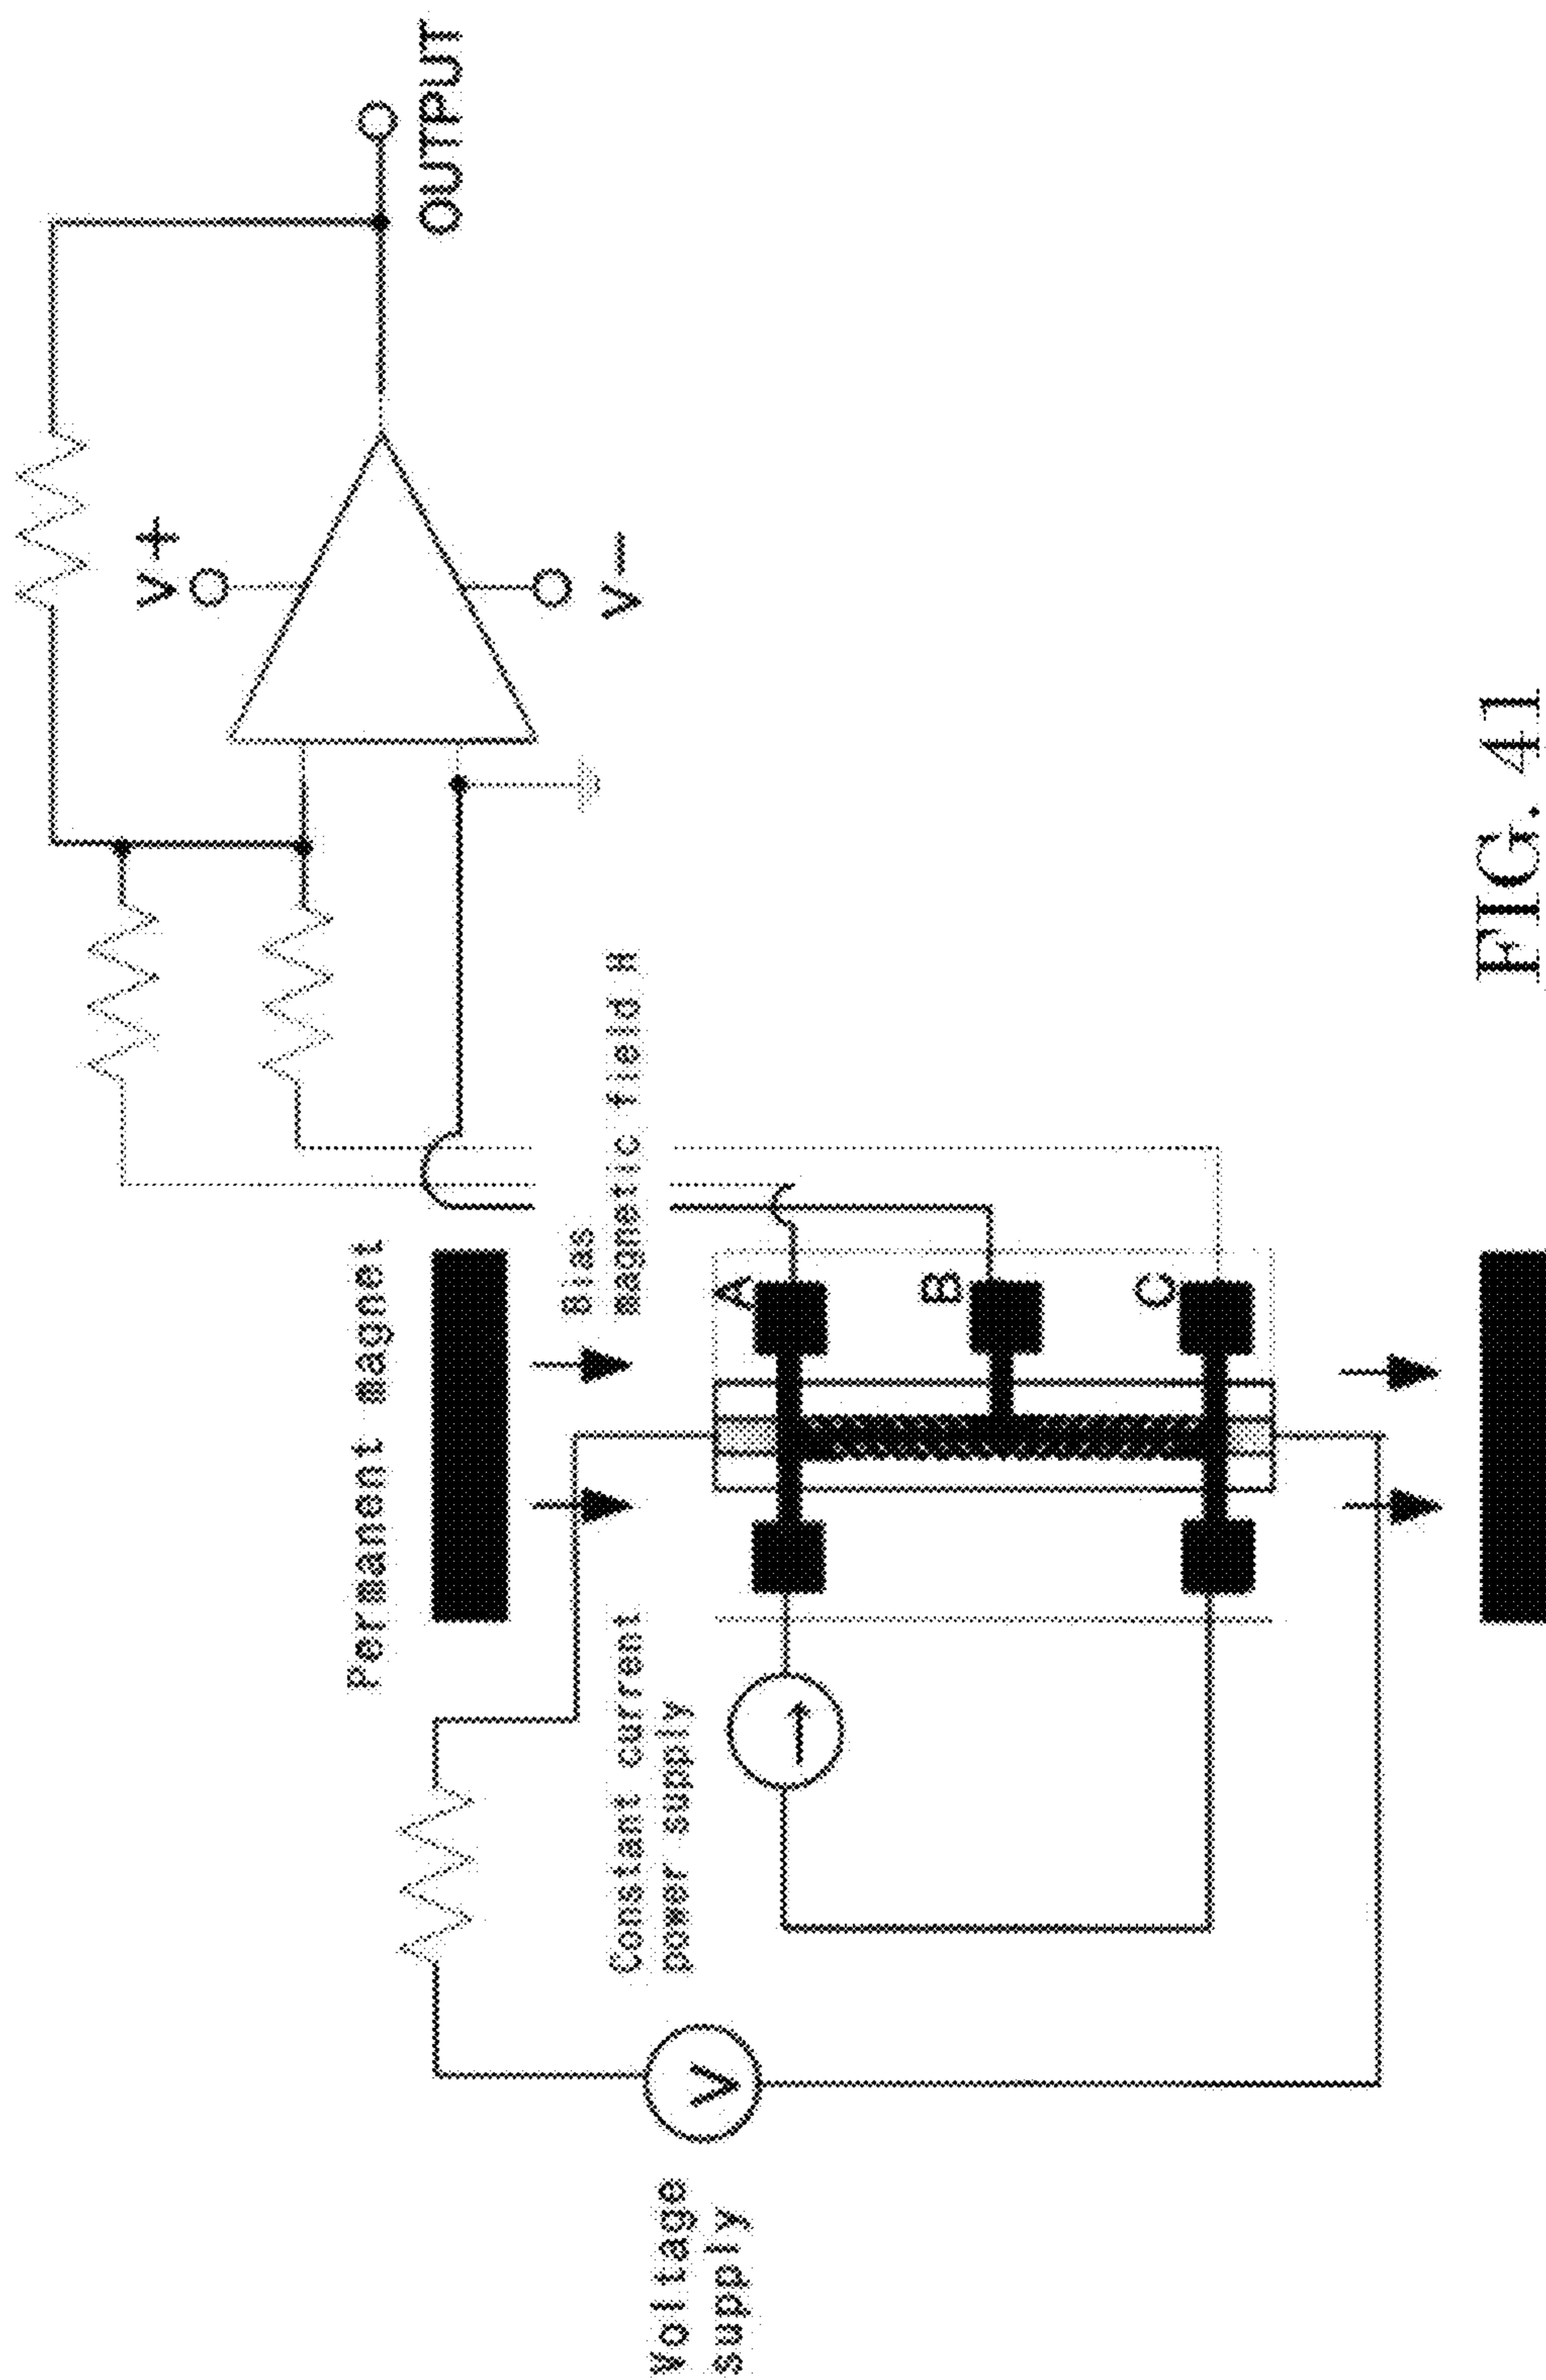 V+
OUTPUT
V−
Permanent magnet
Bias
magnetic field H
Constant current
power supply
Voltage
supply
V
A
B
C
FIG. 41